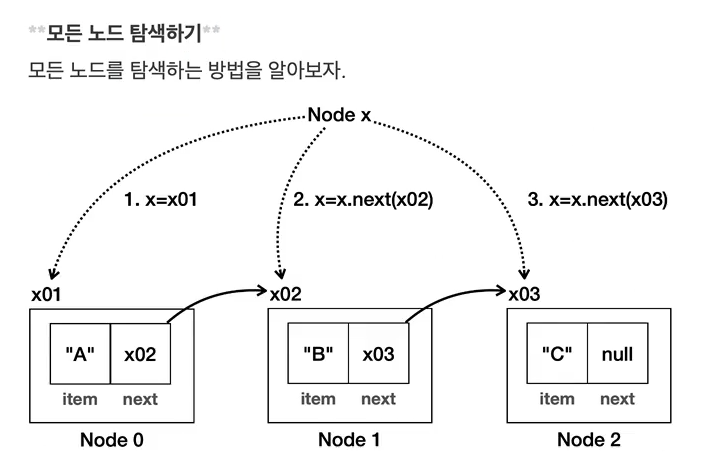 **모든 노드 탐색하기**
모든 노드를 탐색하는 방법을 알아보자.
Node x
1. x=x01
2. x=x.next(x02)
3. x=x.next(x03)
x01
x02
x03
"A" x02
"B" x03
"C" null
item next
item next
item next
Node 0
Node 1
Node 2